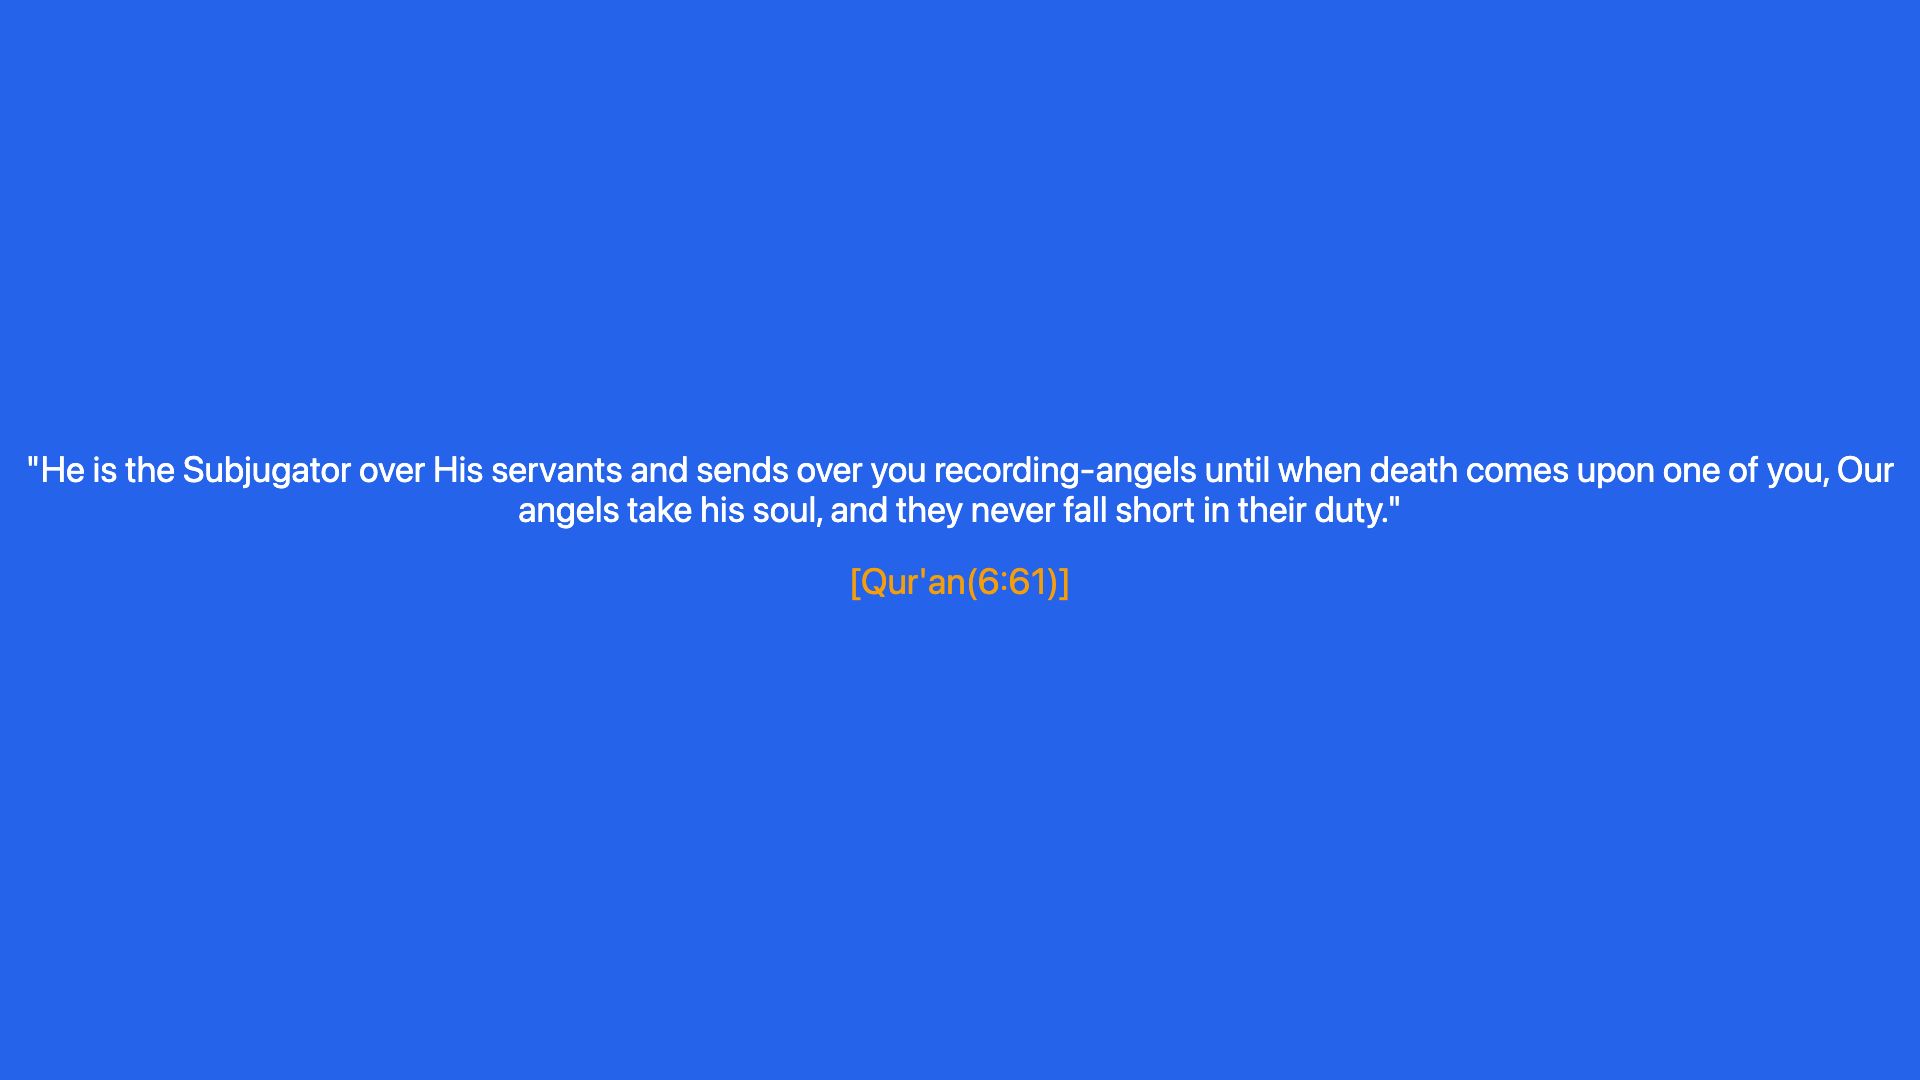 "He is the Subjugator over His servants and sends over you recording-angels until when death comes upon one of you, Our
angels take his soul, and they never fall short in their duty."
[Qur'an(6:61)]